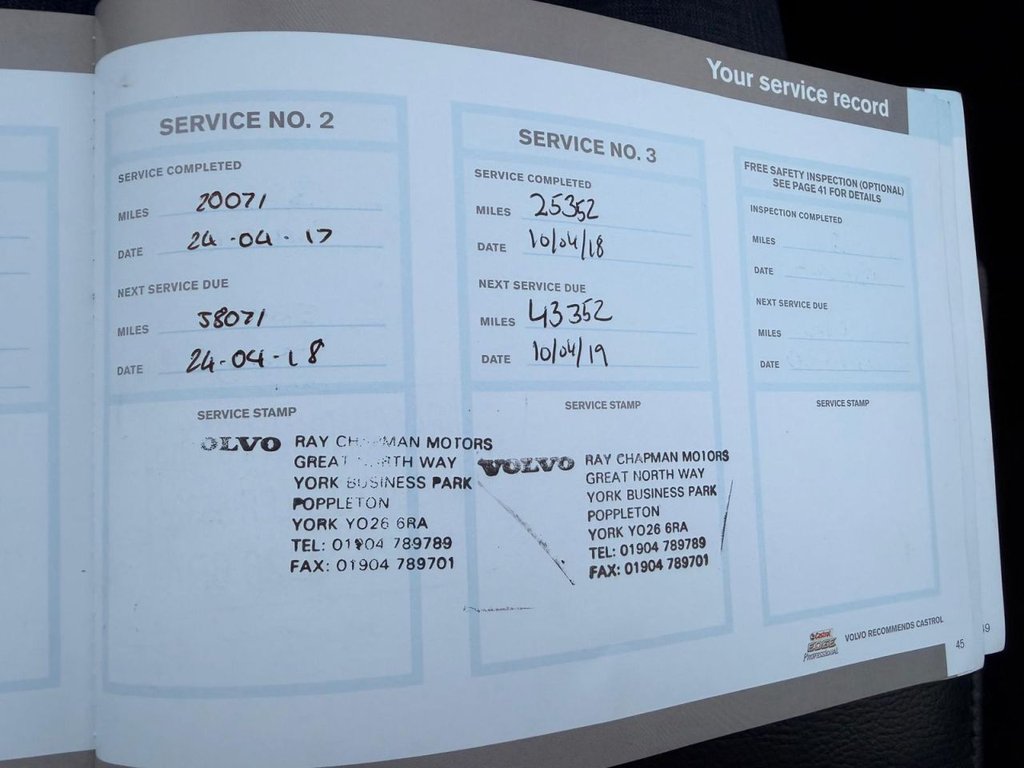 Your service record
SERVICE NO. 2
SERVICE COMPLETED
MILES 20071
DATE 24-04-17
NEXT SERVICE DUE
MILES 38071
DATE 24-04-18
SERVICE STAMP
OLVO RAY CHAPMAN MOTORS
GREAT NORTH WAY
YORK BUSINESS PARK
POPPLETON
YORK YO26 6RA
TEL: 01904 789789
FAX: 01904 789701
SERVICE NO. 3
SERVICE COMPLETED
MILES 25352
DATE 10/04/18
NEXT SERVICE DUE
MILES 43352
DATE 10/04/19
SERVICE STAMP
VOLVO RAY CHAPMAN MOTORS
GREAT NORTH WAY
YORK BUSINESS PARK
POPPLETON
YORK YO26 6RA
TEL: 01904 789789
FAX: 01904 789701
FREE SAFETY INSPECTION (OPTIONAL)
SEE PAGE 41 FOR DETAILS
INSPECTION COMPLETED
MILES
DATE
NEXT SERVICE DUE
MILES
DATE
SERVICE STAMP
Castrol
EDGE
PROFESSIONAL
VOLVO RECOMMENDS CASTROL
45
49